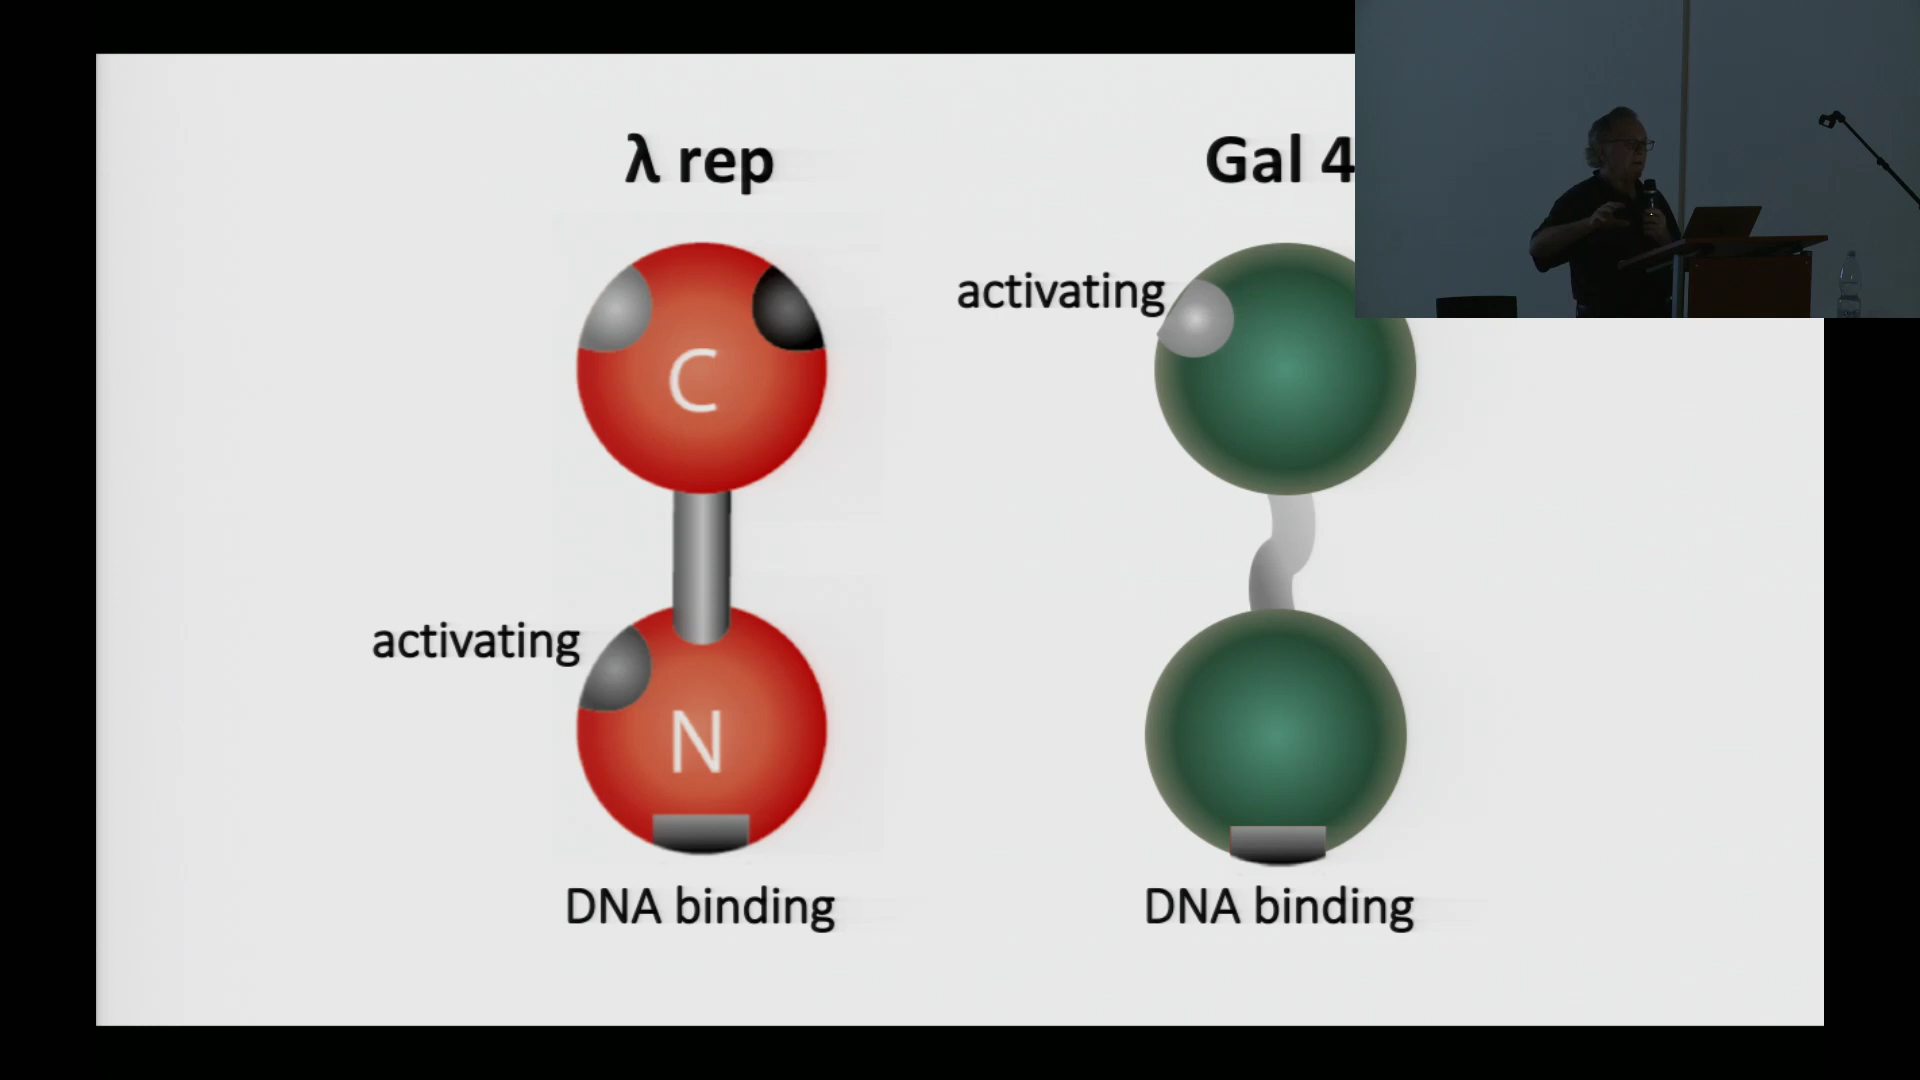 λ rep
Gal 4
activating
C
activating
N
DNA binding
DNA binding